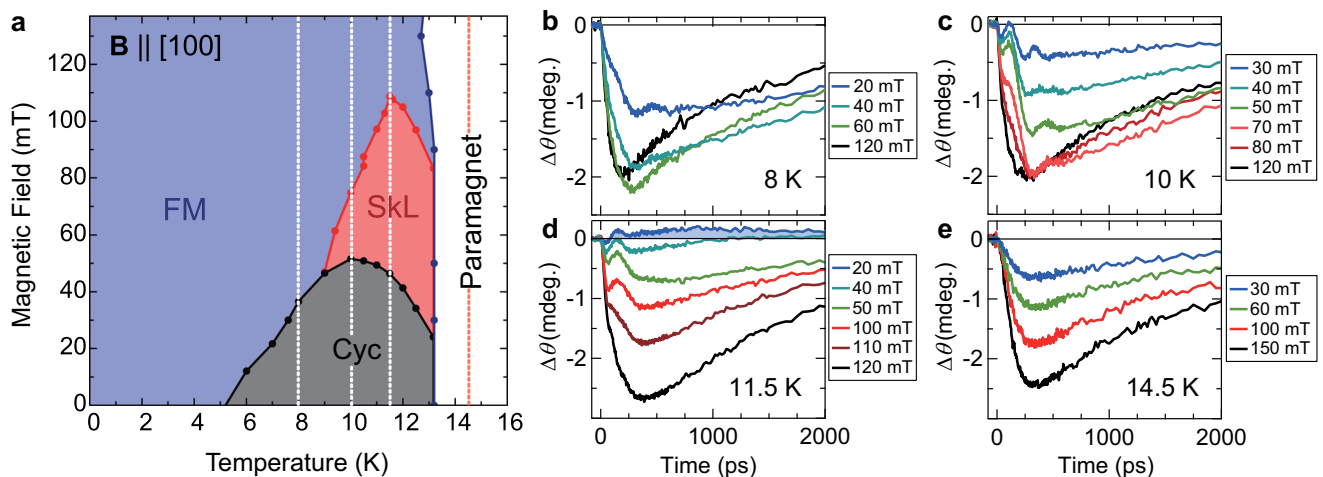 a
B || [100]
Magnetic Field (mT)
120
100
80
60
40
20
0
FM
SkL
Cyc
Paramagnet
0 2 4 6 8 10 12 14 16
Temperature (K)
b
Δθ (mdeg.)
0
-1
-2
8 K
20 mT
40 mT
60 mT
120 mT
c
Δθ (mdeg.)
0
-1
-2
10 K
30 mT
40 mT
50 mT
70 mT
80 mT
120 mT
d
Δθ (mdeg.)
0
-1
-2
11.5 K
0 1000 2000
Time (ps)
20 mT
40 mT
50 mT
100 mT
110 mT
120 mT
e
Δθ (mdeg.)
0
-1
-2
14.5 K
0 1000 2000
Time (ps)
30 mT
60 mT
100 mT
150 mT